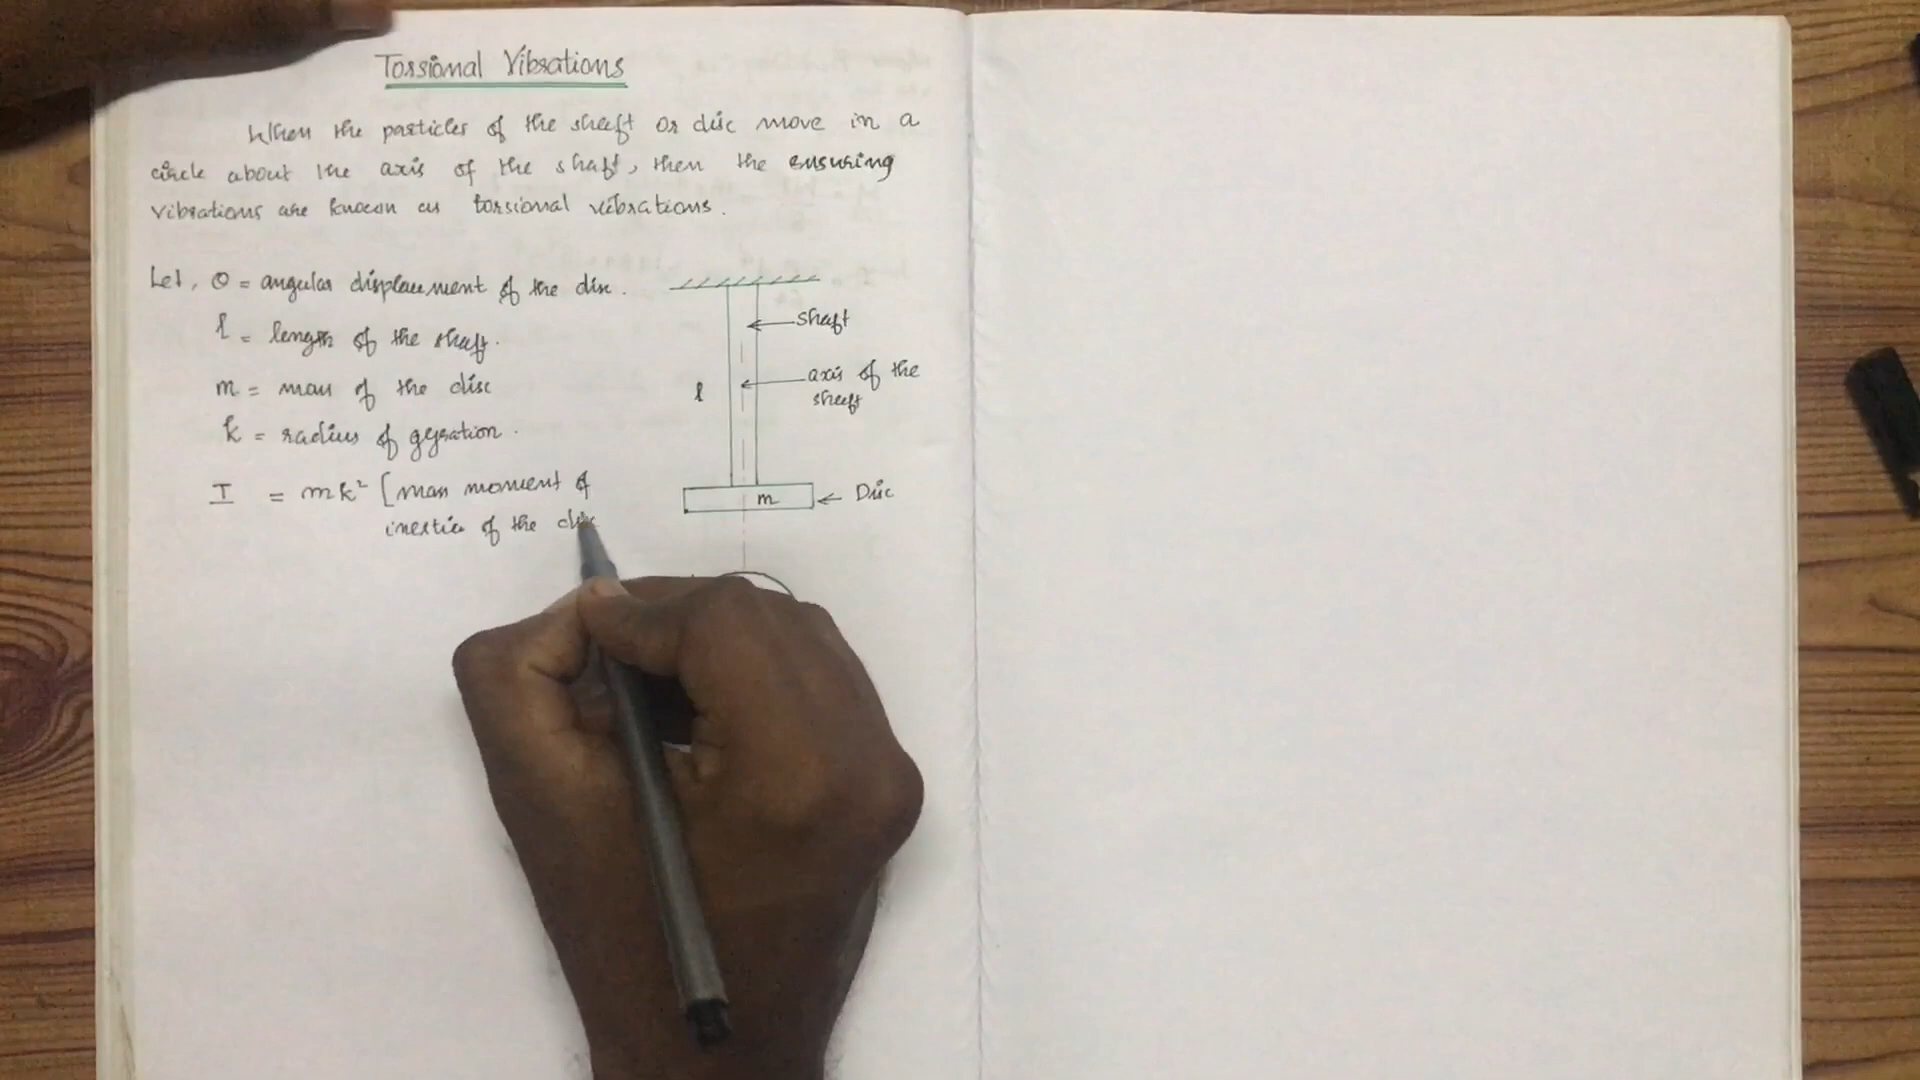 Torsional Vibrations
When the particles of the shaft or disc move in a
circle about the axis of the shaft, then the ensuring
vibrations are known as torsional vibrations.
Let, θ = angular displacement of the disc.
l = length of the shaft.
m = mass of the disc
k = radius of gyration.
I = mk² [mass moment of
inertia of the disc
shaft
axis of the
shaft
l
m
Disc